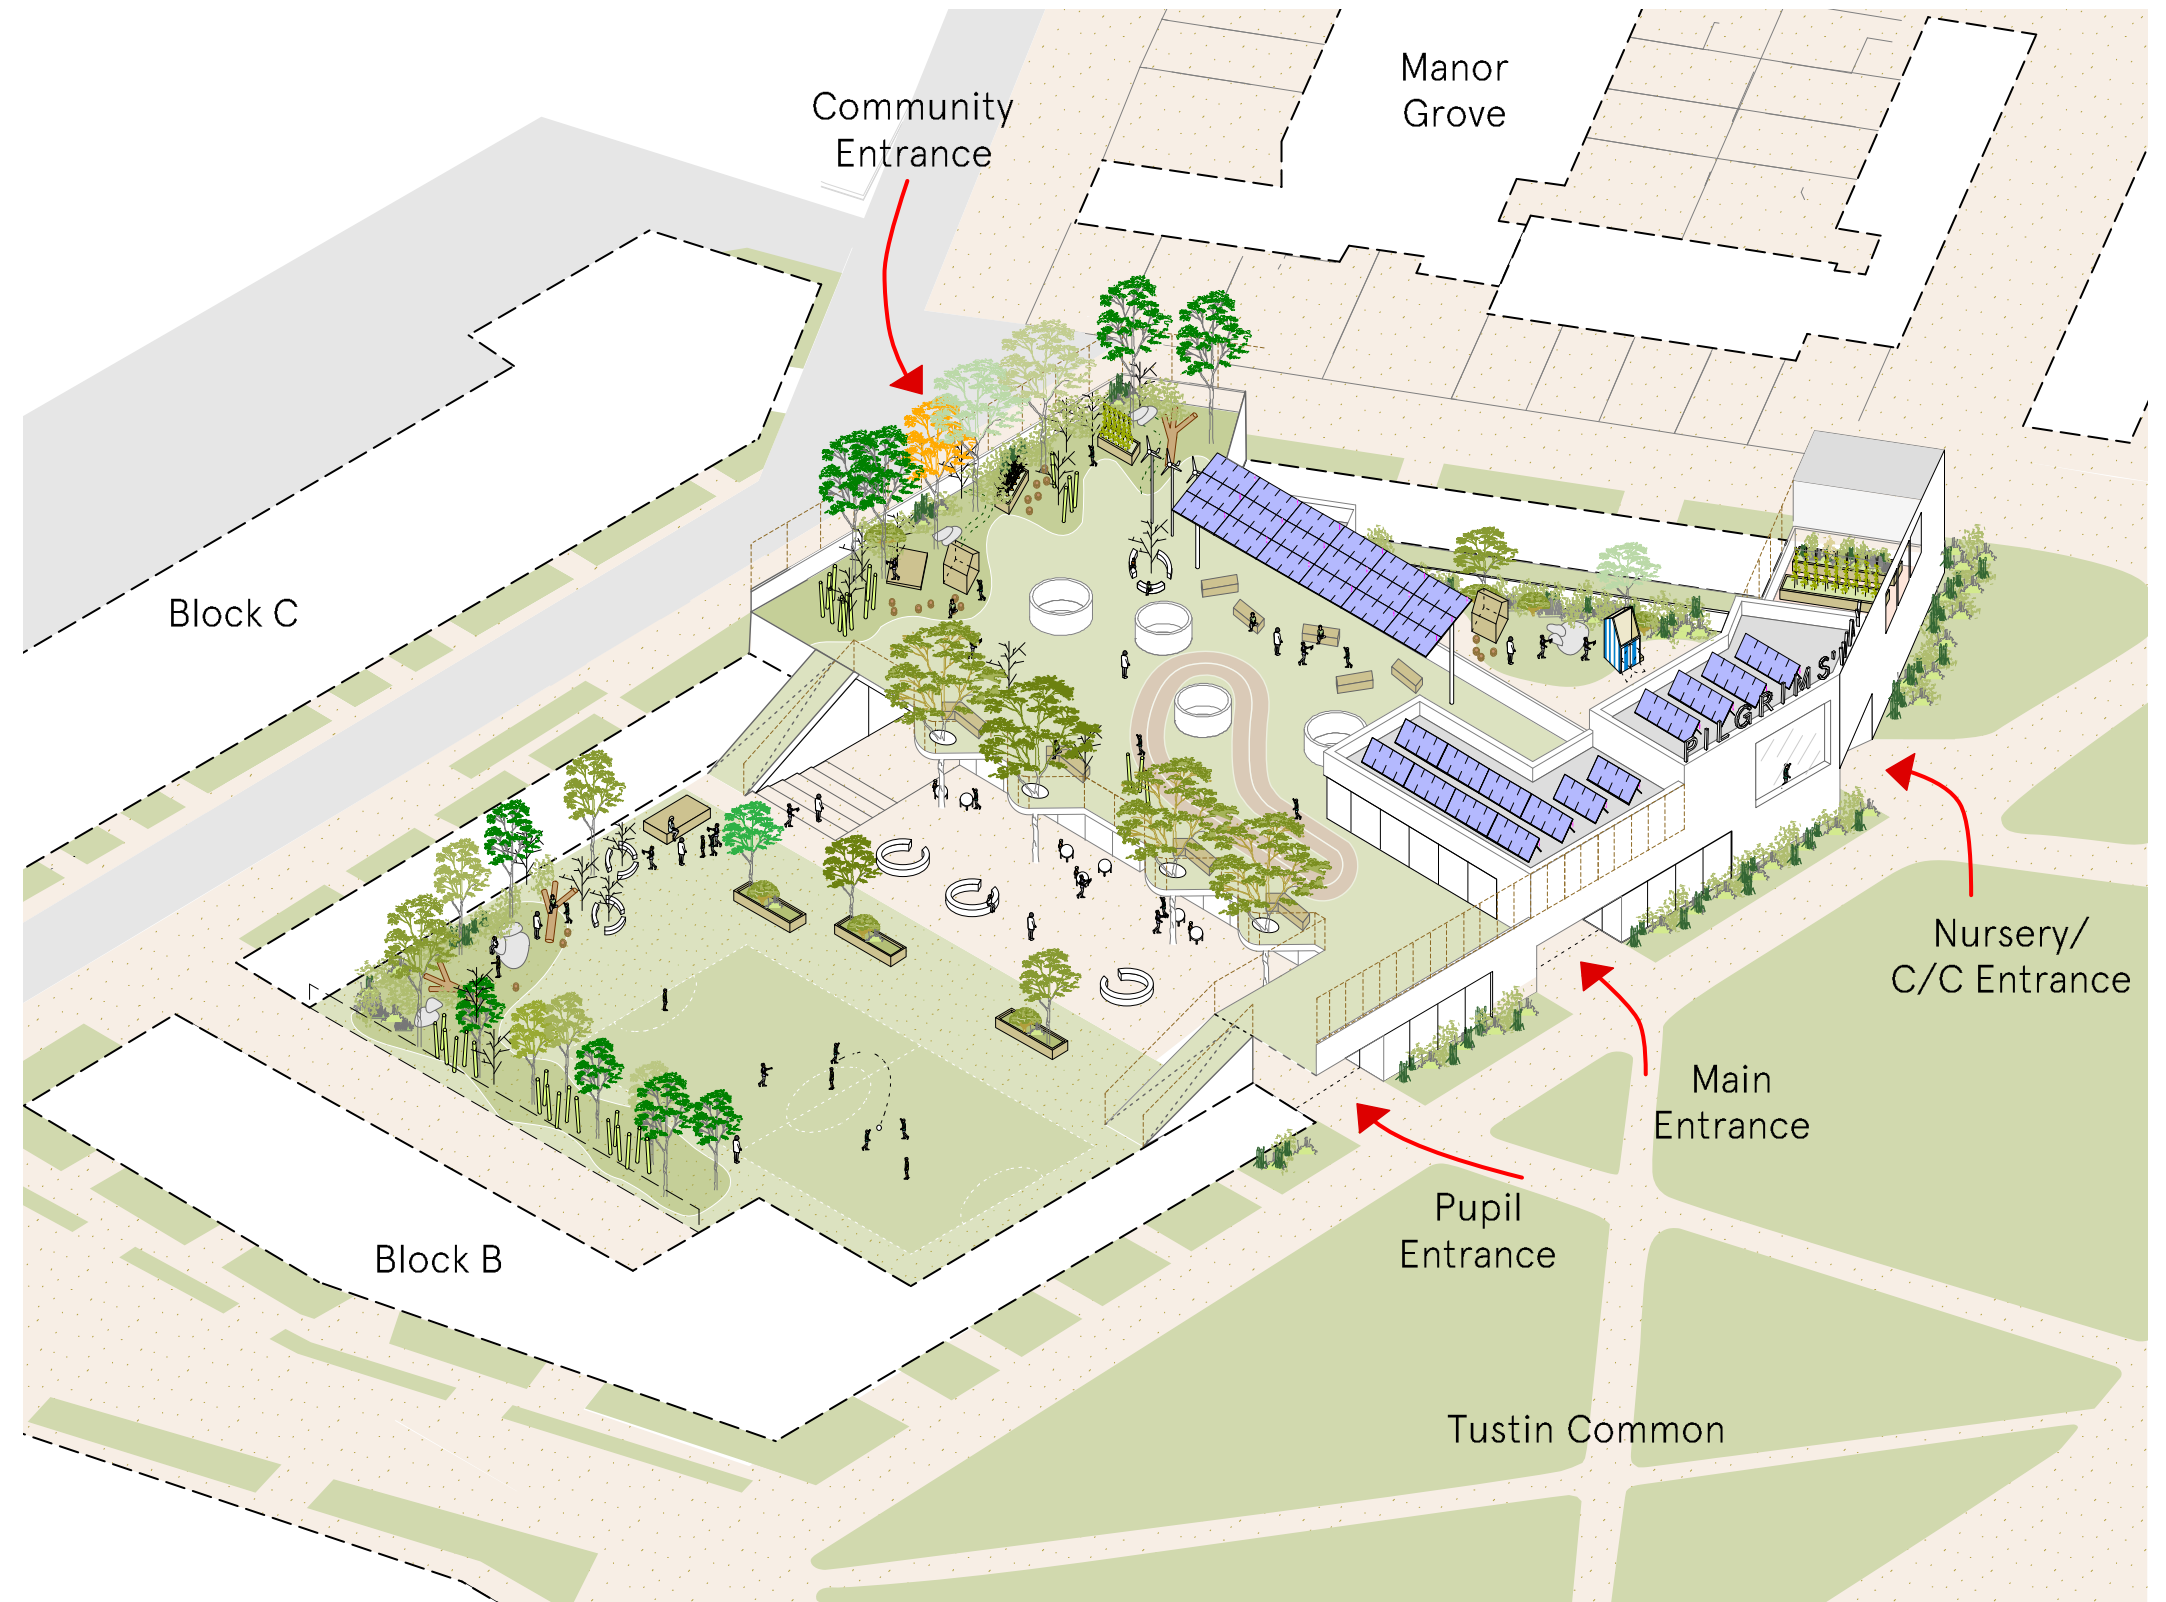 Manor
Grove
Community
Entrance
Block C
PILGRIMS'
Nursery/
C/C Entrance
Main
Entrance
Pupil
Entrance
Block B
Tustin Common